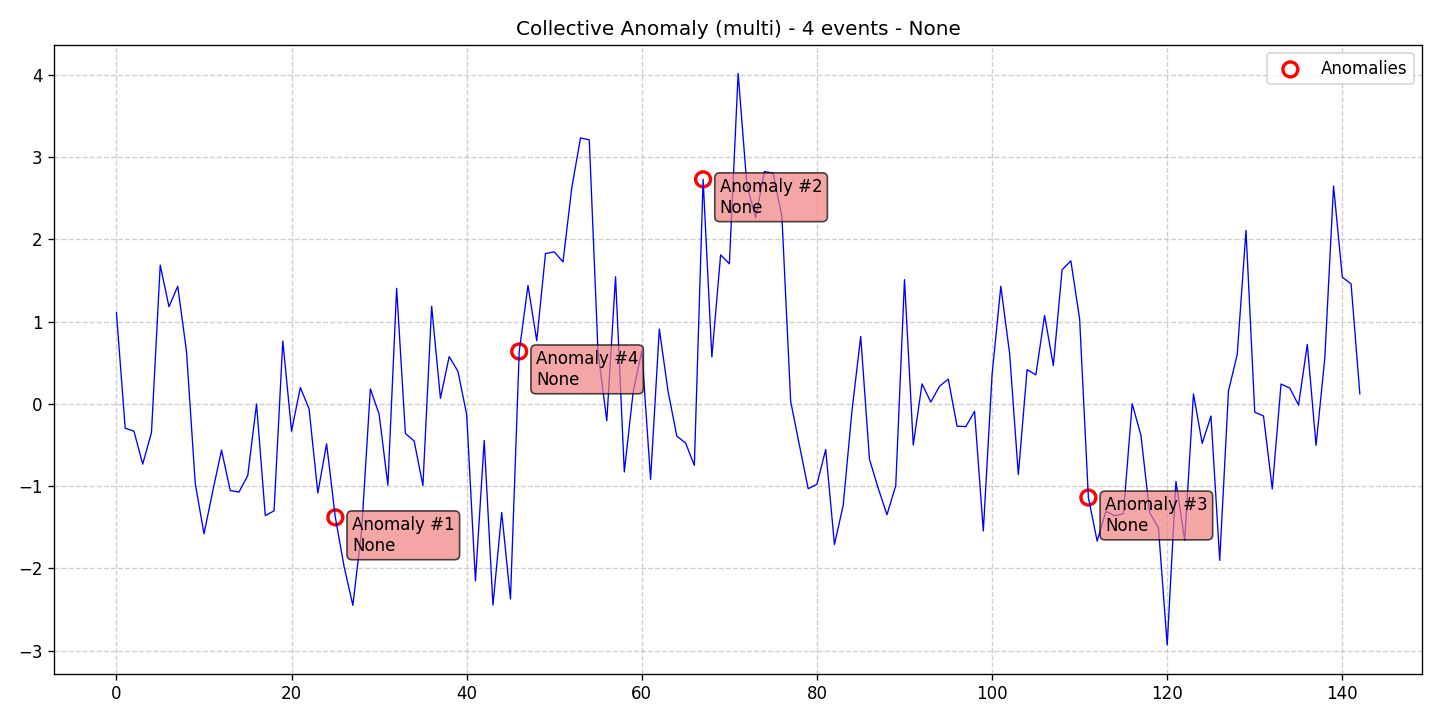 Collective Anomaly (multi) - 4 events - None
Anomalies
4
3
2
1
0
−1
−2
−3
Anomaly #2
None
Anomaly #4
None
Anomaly #3
None
Anomaly #1
None
0
20
40
60
80
100
120
140